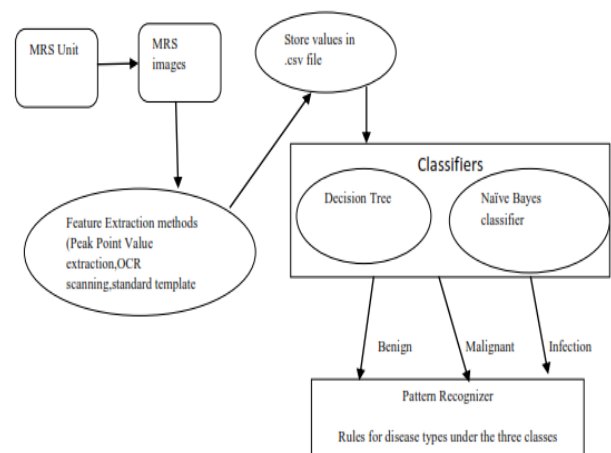 MRS Unit
MRS
images
Store values in
.csv file
Feature Extraction methods
(Peak Point Value
extraction,OCR
scanning,standard template
Classifiers
Decision Tree
Naïve Bayes
classifier
Benign
Malignant
Infection
Pattern Recognizer
Rules for disease types under the three classes